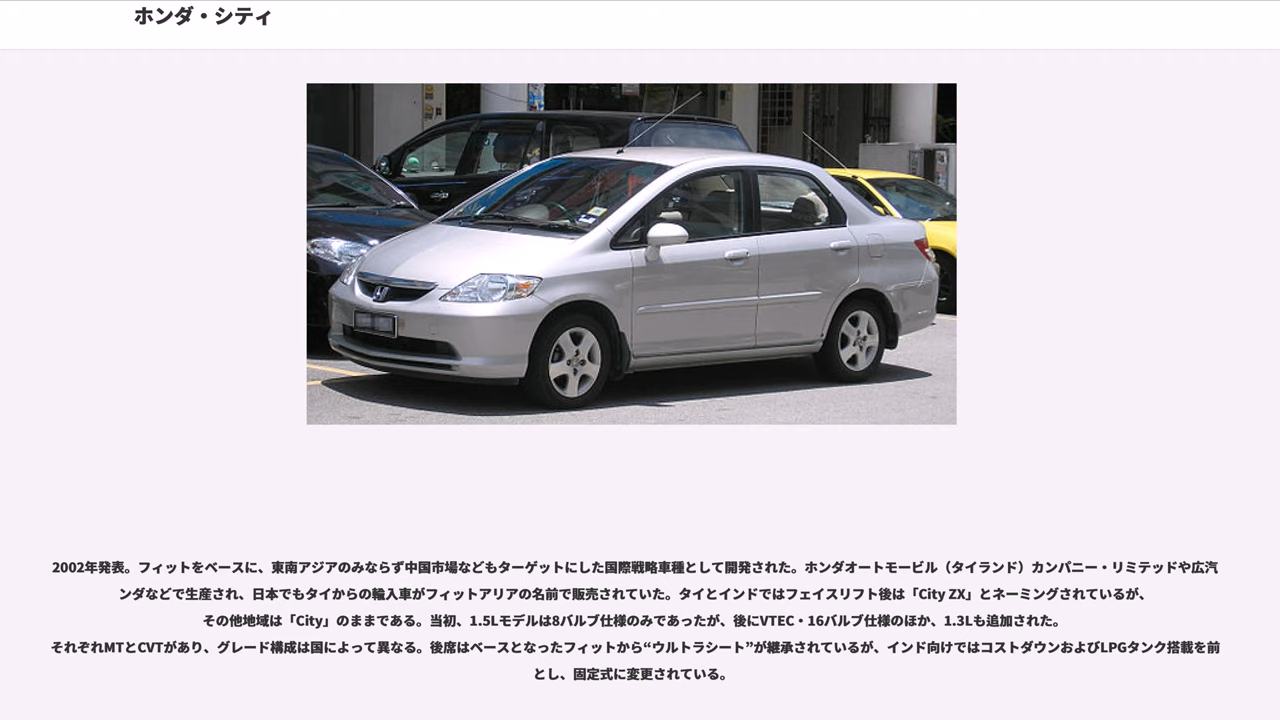 ホンダ・シティ
2002年発表。フィットをベースに、東南アジアのみならず中国市場などもターゲットにした国際戦略車種として開発された。ホンダオートモービル（タイランド）カンパニー・リミテッドや広汽
ンダなどで生産され、日本でもタイからの輸入車がフィットアリアの名前で販売されていた。タイとインドではフェイスリフト後は「City ZX」とネーミングされているが、
その他地域は「City」のままである。当初、1.5Lモデルは8バルブ仕様のみであったが、後にVTEC・16バルブ仕様のほか、1.3Lも追加された。
それぞれMTとCVTがあり、グレード構成は国によって異なる。後席はベースとなったフィットから“ウルトラシート”が継承されているが、インド向けではコストダウンおよびLPGタンク搭載を前
とし、固定式に変更されている。